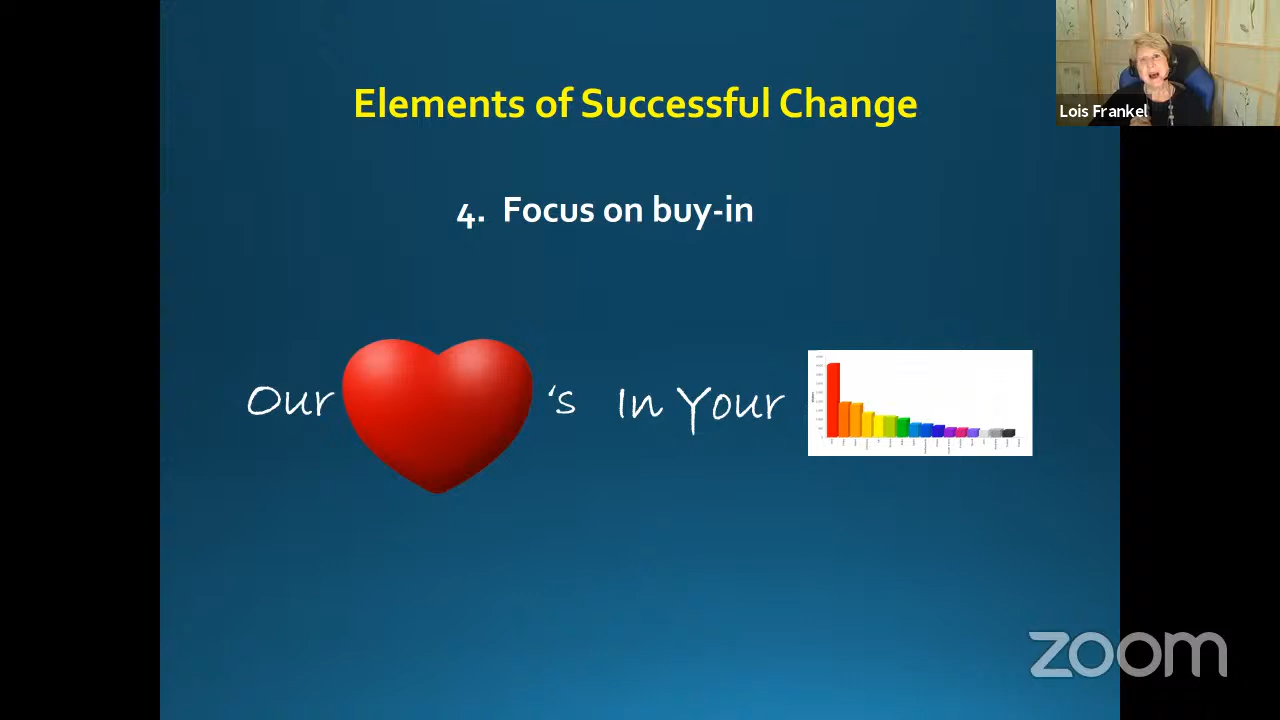 Elements of Successful Change
Lois Frankel
4. Focus on buy-in
Our 's In Your
zoom